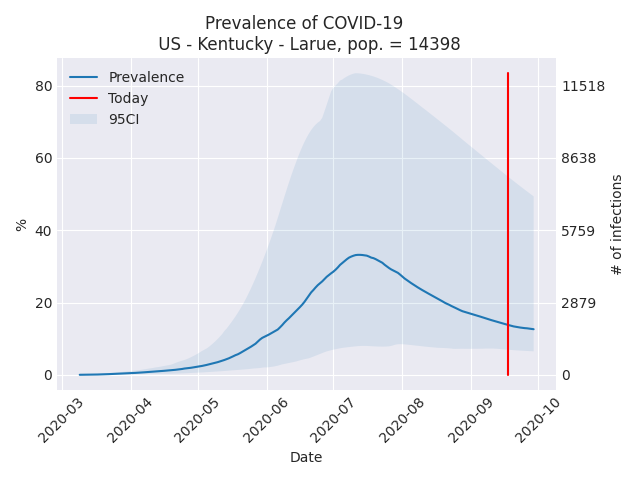 Prevalence of COVID-19
US - Kentucky - Larue, pop. = 14398
Prevalence
Today
95CI
80
60
40
20
0
%
11518
8638
5759
2879
0
# of infections
2020-03
2020-04
2020-05
2020-06
2020-07
2020-08
2020-09
2020-10
Date